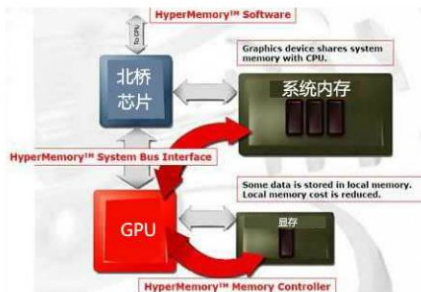 HyperMemory™ Software
To CPU
Graphics device shares system
memory with CPU.
北桥
芯片
系统内存
HyperMemory™ System Bus Interface
Some data is stored in local memory.
Local memory cost is reduced.
GPU
显存
HyperMemory™ Memory Controller